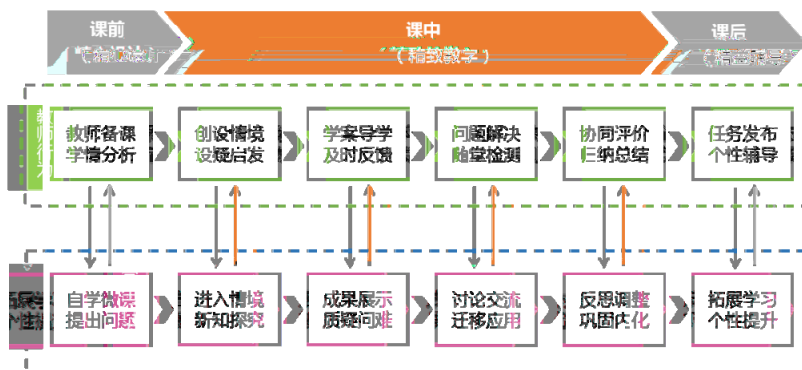 课前
课中
（精致教学）
课后
教师行为
教师备课
学情分析
创设情境
设疑启发
学案导学
及时反馈
问题解决
随堂检测
协同评价
归纳总结
任务发布
个性辅导
自学微课
提出问题
进入情境
新知探究
成果展示
质疑问难
讨论交流
迁移应用
反思调整
巩固内化
拓展学习
个性提升